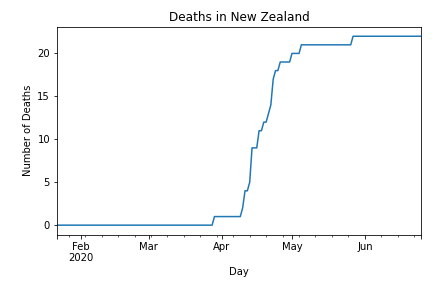 Deaths in New Zealand
Number of Deaths
20
15
10
5
0
Feb
2020
Mar
Apr
May
Jun
Day